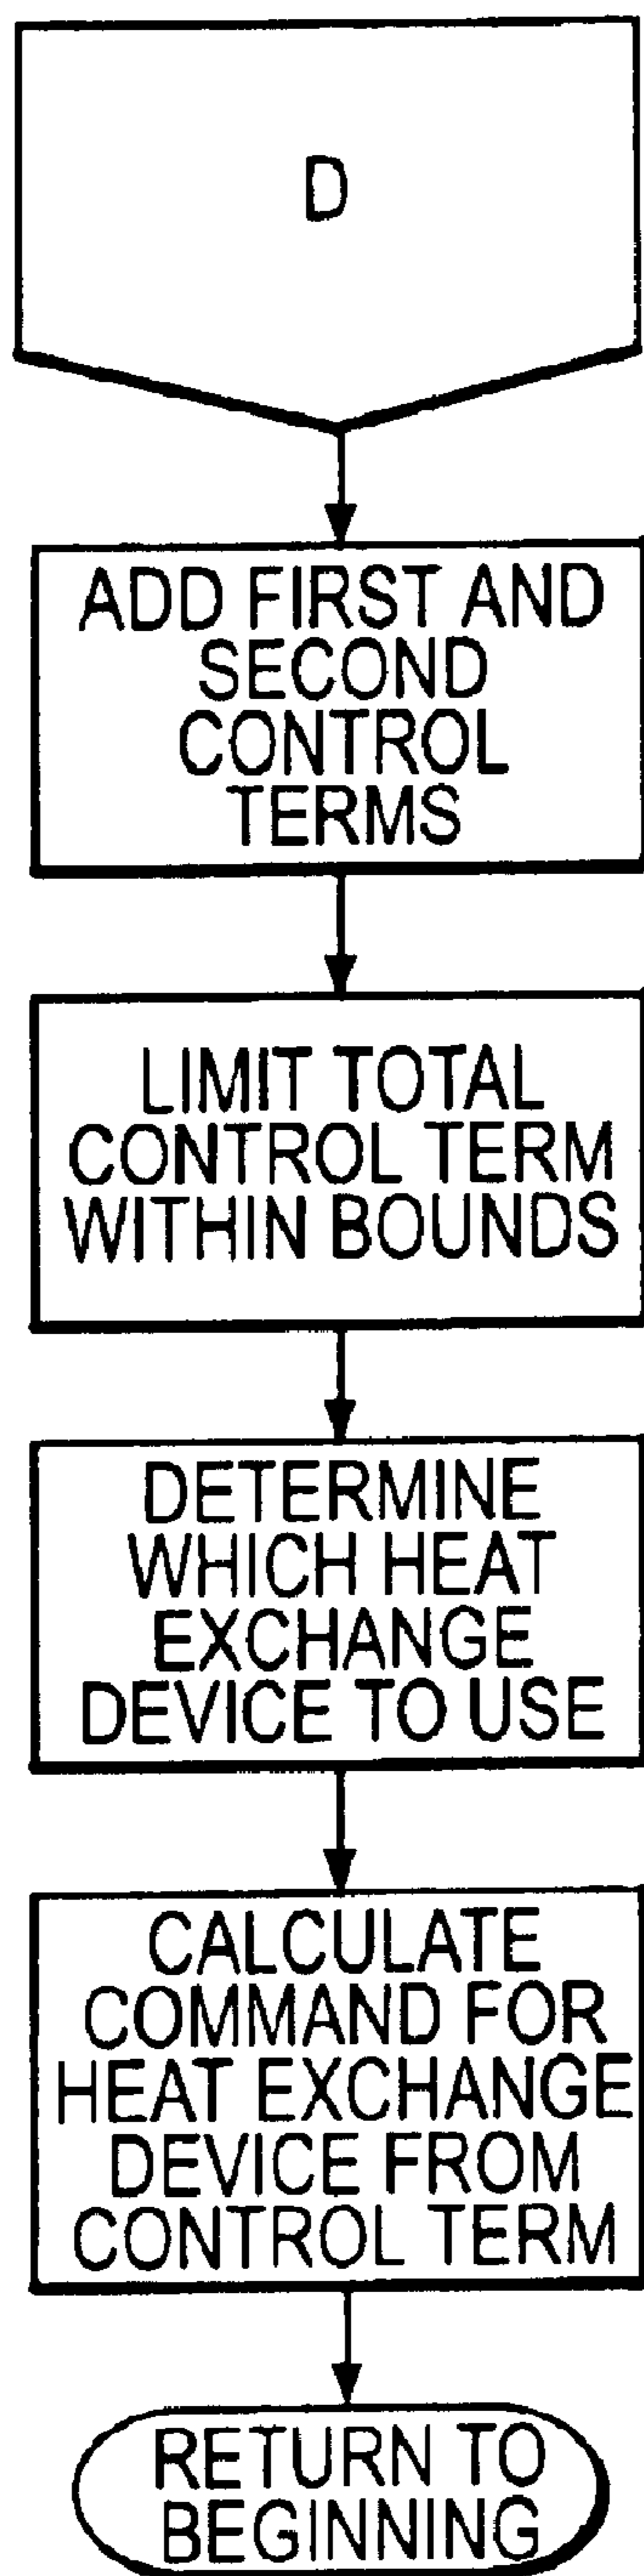 D
ADD FIRST AND
SECOND
CONTROL
TERMS
LIMIT TOTAL
CONTROL TERM
WITHIN BOUNDS
DETERMINE
WHICH HEAT
EXCHANGE
DEVICE TO USE
CALCULATE
COMMAND FOR
HEAT EXCHANGE
DEVICE FROM
CONTROL TERM
RETURN TO
BEGINNING